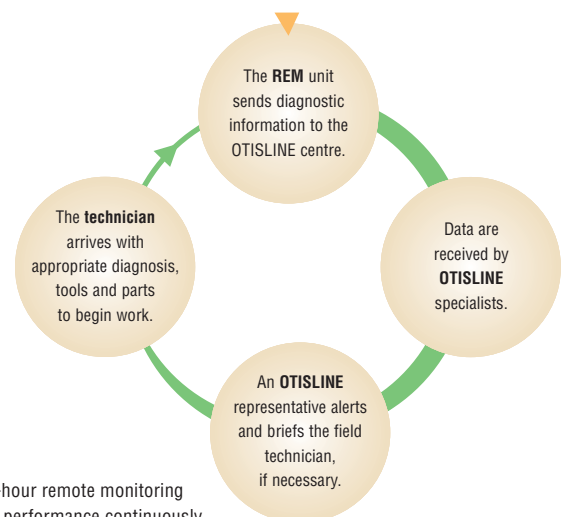 The REM unit
sends diagnostic
information to the
OTISLINE centre.
Data are
received by
OTISLINE
specialists.
An OTISLINE
representative alerts
and briefs the field
technician,
if necessary.
The technician
arrives with
appropriate diagnosis,
tools and parts
to begin work.
-hour remote monitoring
performance continuously